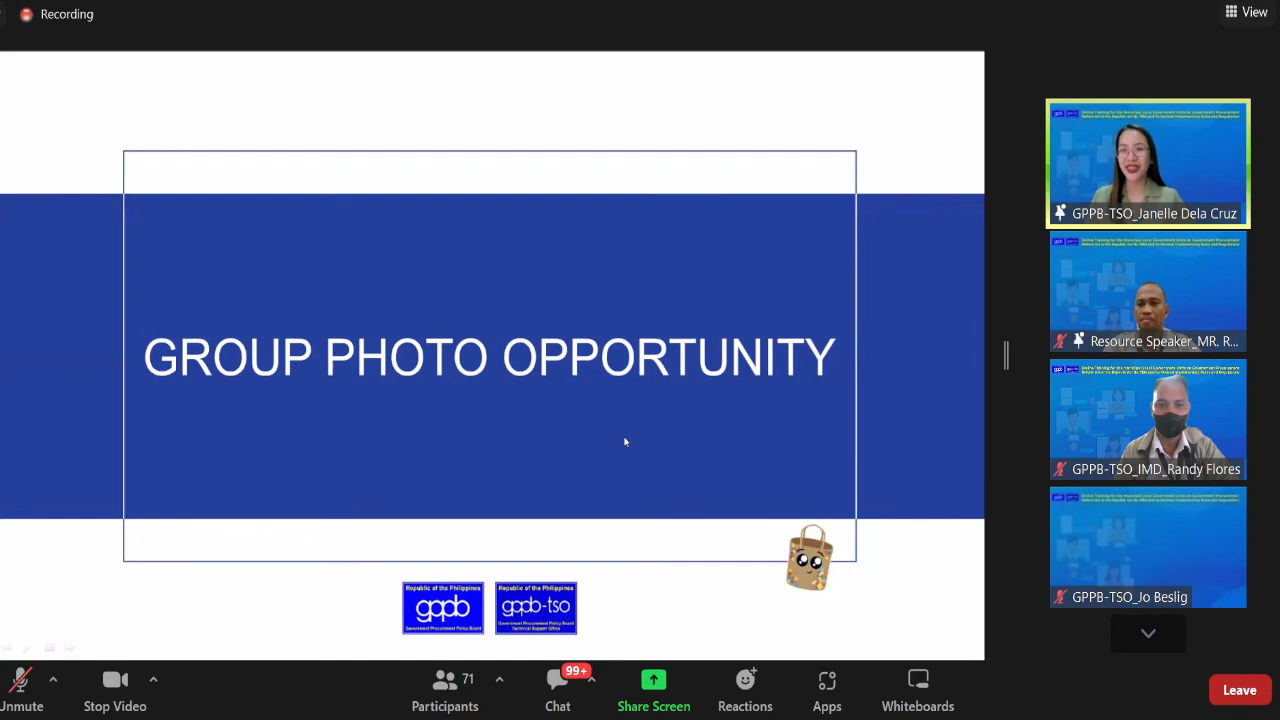 Recording
View
GROUP PHOTO OPPORTUNITY
Republic of the Philippines
gppb
Government Procurement Policy Board
Republic of the Philippines
gppb-tso
Government Procurement Policy Board
Technical Support Office
GPPB-TSO_Janelle Dela Cruz
Resource Speaker_MR. R...
GPPB-TSO_IMD_Randy Flores
GPPB-TSO_Jo Beslig
Unmute
Stop Video
71
Participants
99+
Chat
Share Screen
Reactions
Apps
Whiteboards
Leave